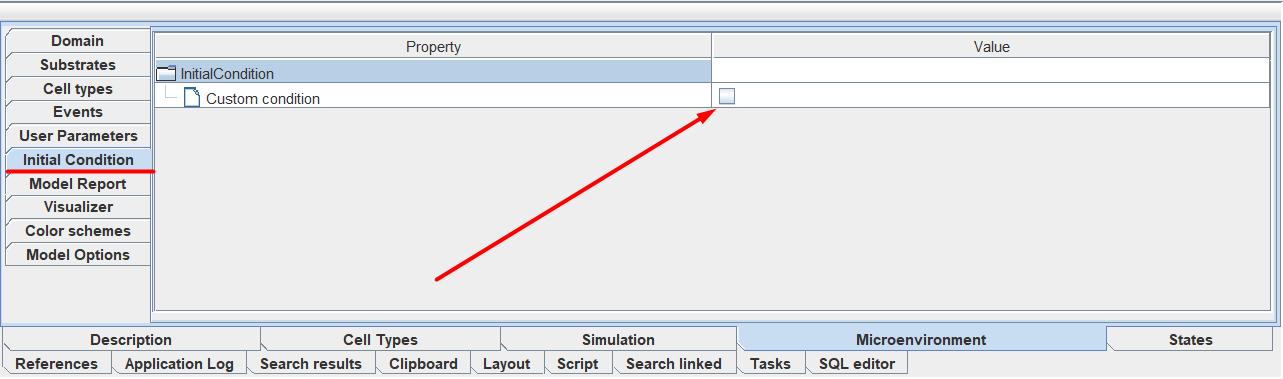 Domain
Substrates
Cell types
Events
User Parameters
Initial Condition
Model Report
Visualizer
Color schemes
Model Options
Property Value
InitialCondition
Custom condition
Description Cell Types Simulation Microenvironment States
References Application Log Search results Clipboard Layout Script Search linked Tasks SQL editor